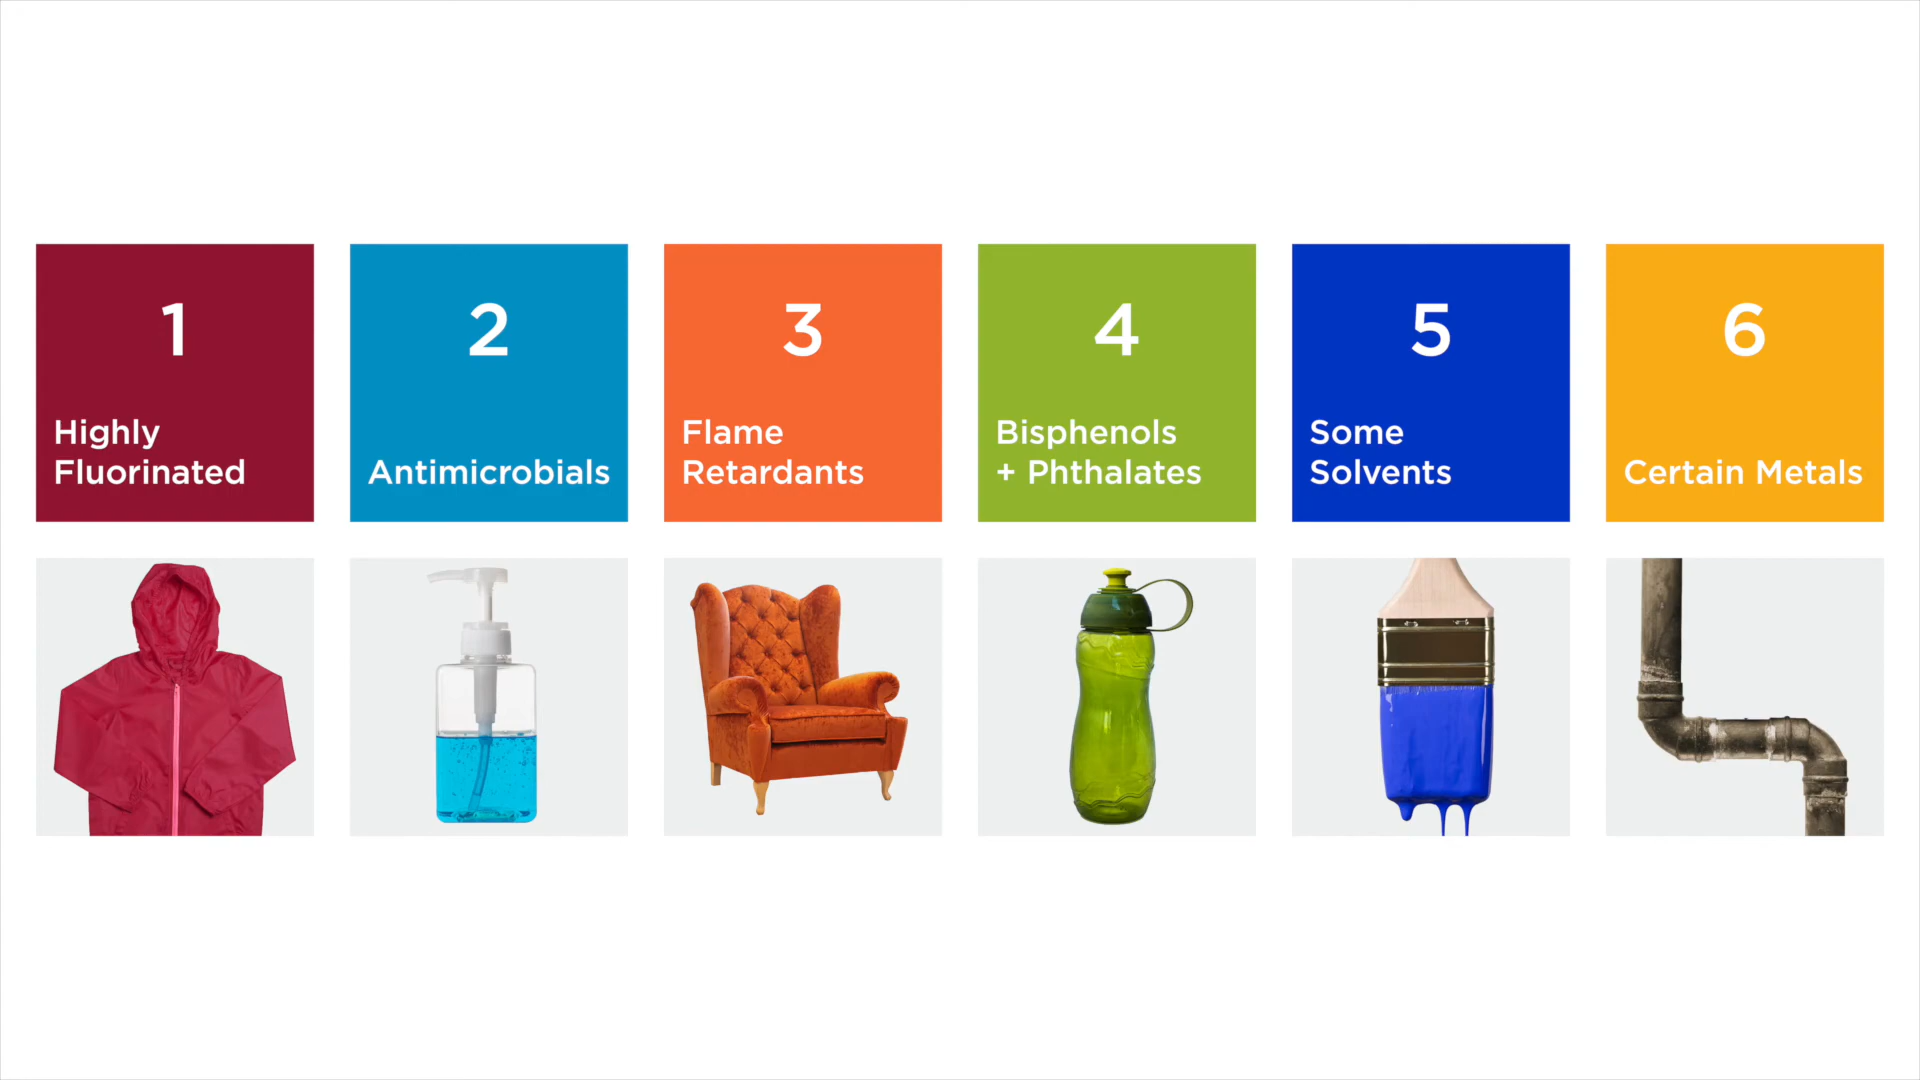 1
Highly
Fluorinated
2
Antimicrobials
3
Flame
Retardants
4
Bisphenols
+ Phthalates
5
Some
Solvents
6
Certain Metals